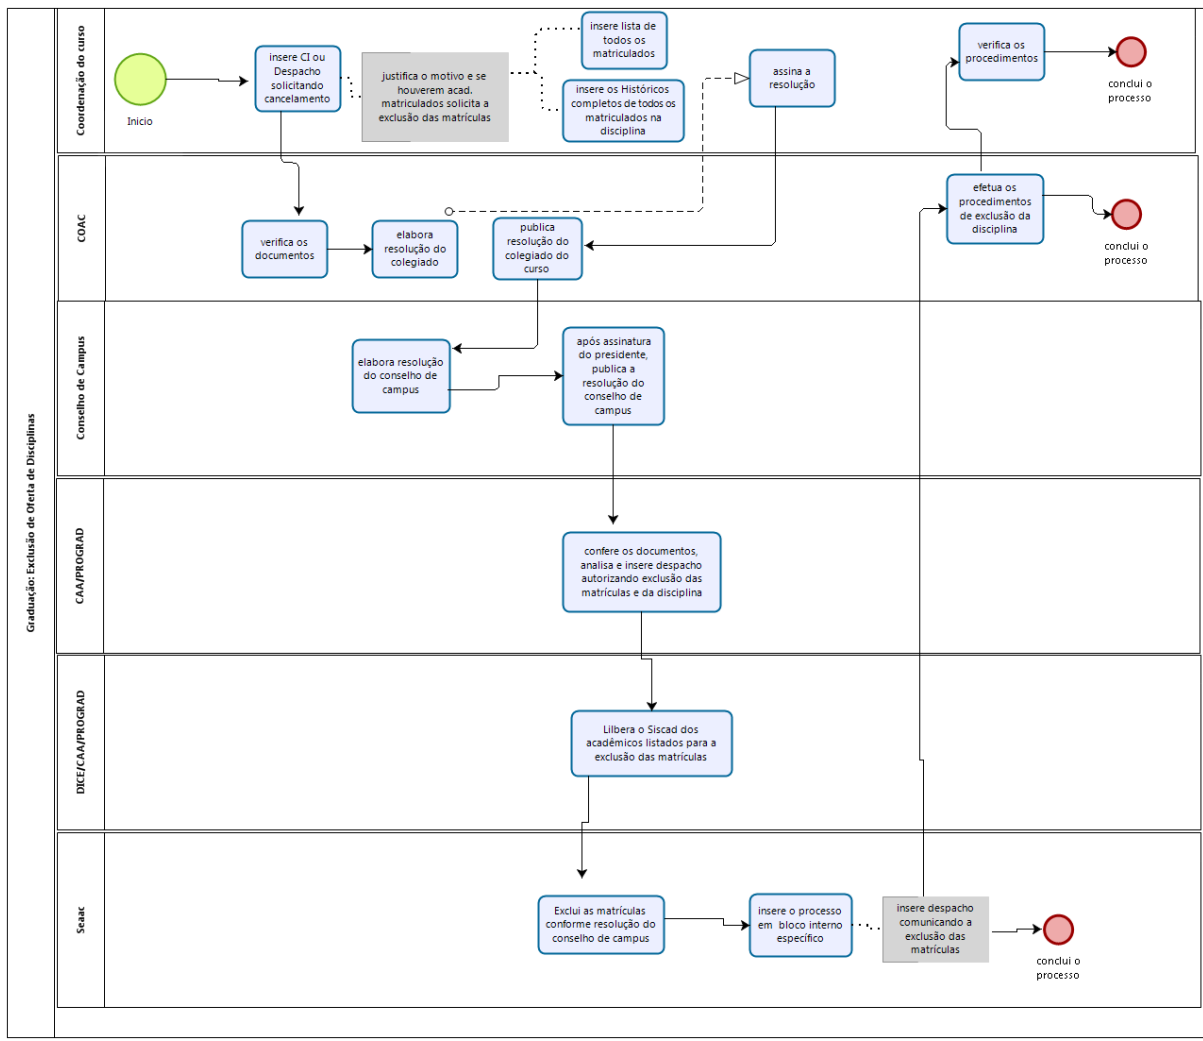 Graduação: Exclusão de Oferta de Disciplinas
Coordenação do curso
Inicio
insere CI ou
Despacho
solicitando
cancelamento
justifica o motivo e se
houverem acad.
matriculados solicita a
exclusão das matrículas
insere lista de
todos os
matriculados
insere os Históricos
completos de todos os
matriculados na
disciplina
assina a
resolução
verifica os
procedimentos
conclui o
processo
COAC
verifica os
documentos
elabora
resolução do
colegiado
publica
resolução do
colegiado do
curso
efetua os
procedimentos
de exclusão da
disciplina
conclui o
processo
Conselho de Campus
elabora resolução
do conselho de
campus
após assinatura
do presidente,
publica a
resolução do
conselho de
campus
CAA/PROGRAD
confere os documentos,
analisa e insere despacho
autorizando exclusão das
matrículas e da disciplina
DICE/CAA/PROGRAD
Lilbera o Siscad dos
acadêmicos listados para a
exclusão das matrículas
Seaac
Exclui as matrículas
conforme resolução do
conselho de campus
insere o processo
em bloco interno
específico
insere despacho
comunicando a
exclusão das
matrículas
conclui o
processo